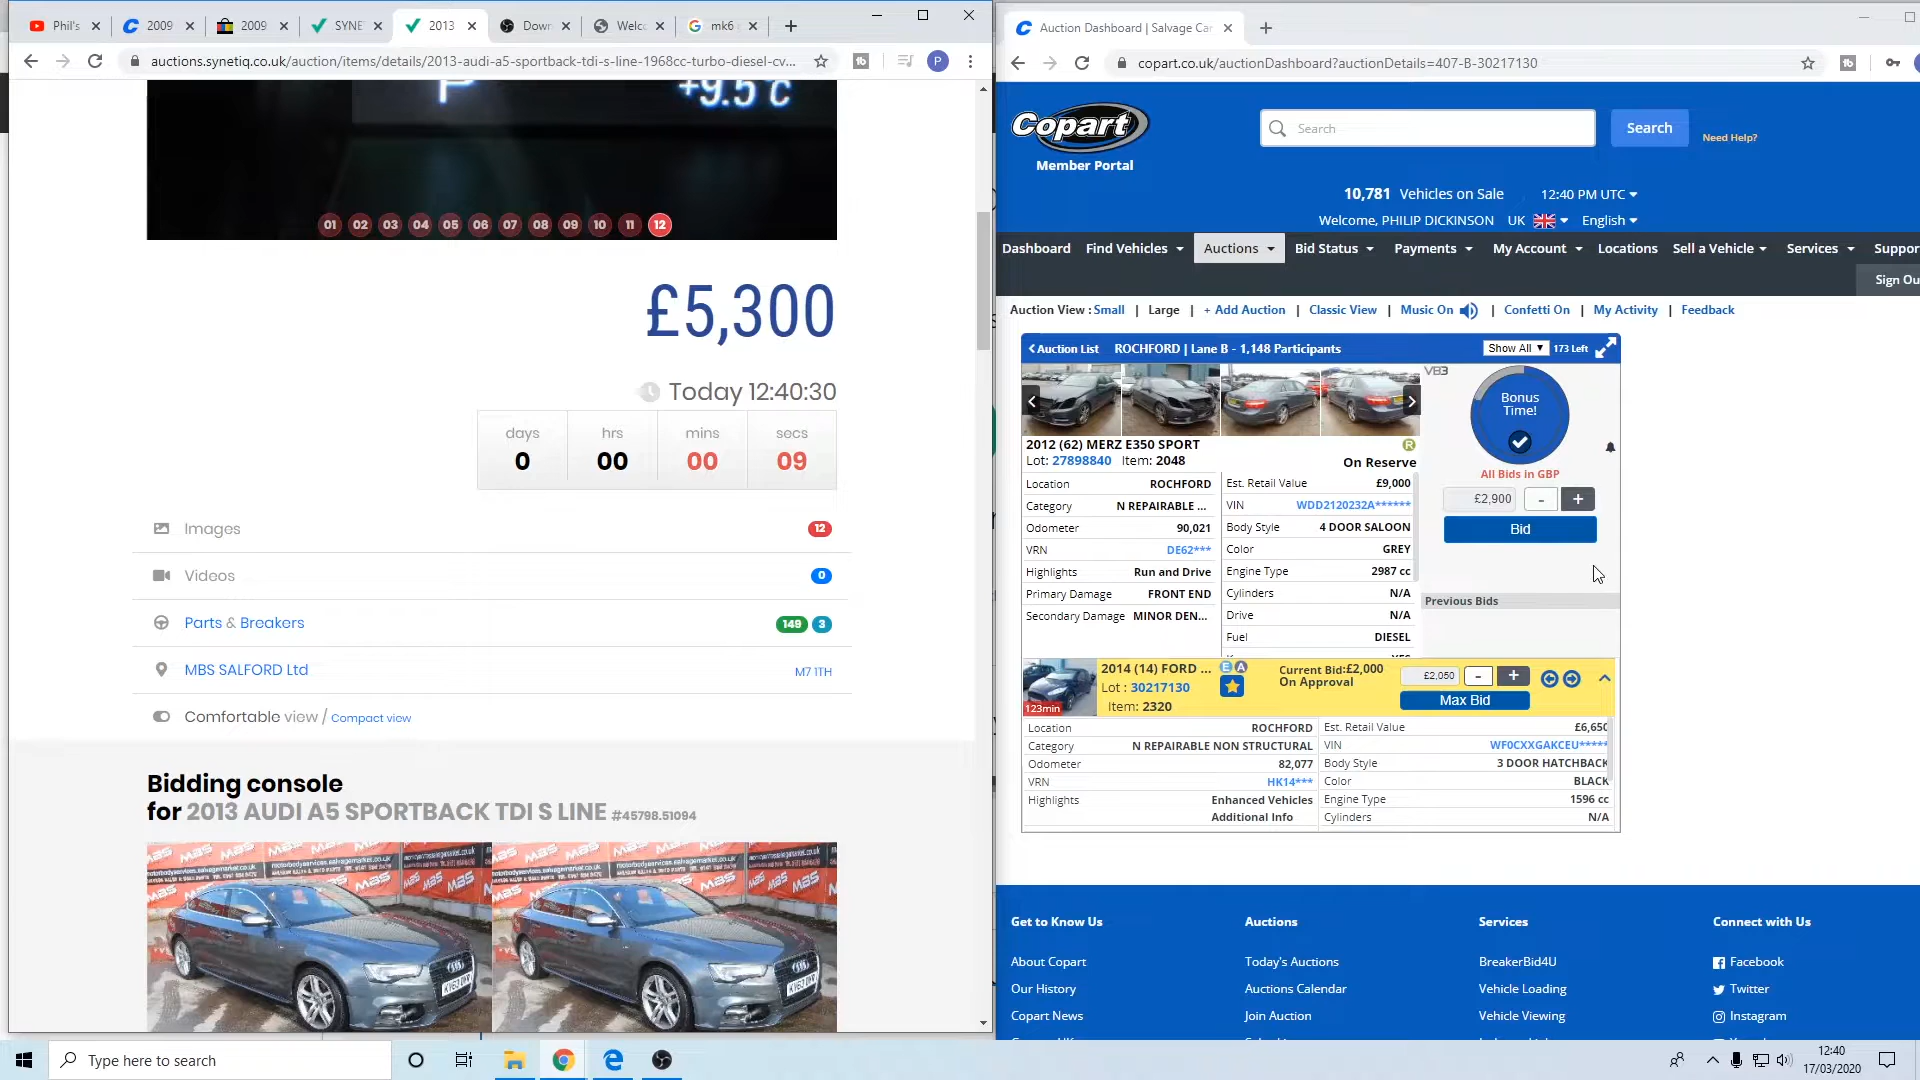 Phil's
2009
2009
SYNE
2013
Down
Welc
mk6
auctions.synetiq.co.uk/auction/items/details/2013-audi-a5-sportback-tdi-s-line-1968cc-turbo-diesel-cv...
P
P
+9.5°C
01 02 03 04 05 06 07 08 09 10 11 12
£5,300
Today 12:40:30
days hrs mins secs
0 00 00 09
Images 12
Videos 0
Parts & Breakers 149 3
MBS SALFORD Ltd M7 1TH
Comfortable view / Compact view
Bidding console
for 2013 AUDI A5 SPORTBACK TDI S LINE #45798.51094
MBS
Auction Dashboard | Salvage Car
copart.co.uk/auctionDashboard?auctionDetails=407-B-30217130
Copart
Member Portal
Search
Search
Need Help?
10,781 Vehicles on Sale 12:40 PM UTC
Welcome, PHILIP DICKINSON UK English
Dashboard Find Vehicles Auctions Bid Status Payments My Account Locations Sell a Vehicle Services Suppor
Sign Ou
Auction View : Small | Large | + Add Auction | Classic View | Music On | Confetti On | My Activity | Feedback
Auction List ROCHFORD | Lane B - 1,148 Participants Show All 173 Left
VB3
Bonus
Time!
2012 (62) MERZ E350 SPORT R
Lot: 27898840 Item: 2048 On Reserve
All Bids in GBP
£2,900 - +
Bid
Previous Bids
Location ROCHFORD
Category N REPAIRABLE ...
Odometer 90,021
VRN DE62***
Highlights Run and Drive
Primary Damage FRONT END
Secondary Damage MINOR DEN...
Est. Retail Value £9,000
VIN WDD2120232A******
Body Style 4 DOOR SALOON
Color GREY
Engine Type 2987 cc
Cylinders N/A
Drive N/A
Fuel DIESEL
2014 (14) FORD ... E A
Lot : 30217130
Item: 2320
123min
Current Bid:£2,000
On Approval
£2,050 - +
Max Bid
Location ROCHFORD
Category N REPAIRABLE NON STRUCTURAL
Odometer 82,077
VRN HK14***
Highlights Enhanced Vehicles
Additional Info
Est. Retail Value £6,650
VIN WF0CXXGAKCEU*****
Body Style 3 DOOR HATCHBACK
Color BLACK
Engine Type 1596 cc
Cylinders N/A
Get to Know Us
About Copart
Our History
Copart News
Auctions
Today's Auctions
Auctions Calendar
Join Auction
Services
BreakerBid4U
Vehicle Loading
Vehicle Viewing
Connect with Us
Facebook
Twitter
Instagram
Type here to search
12:40
17/03/2020